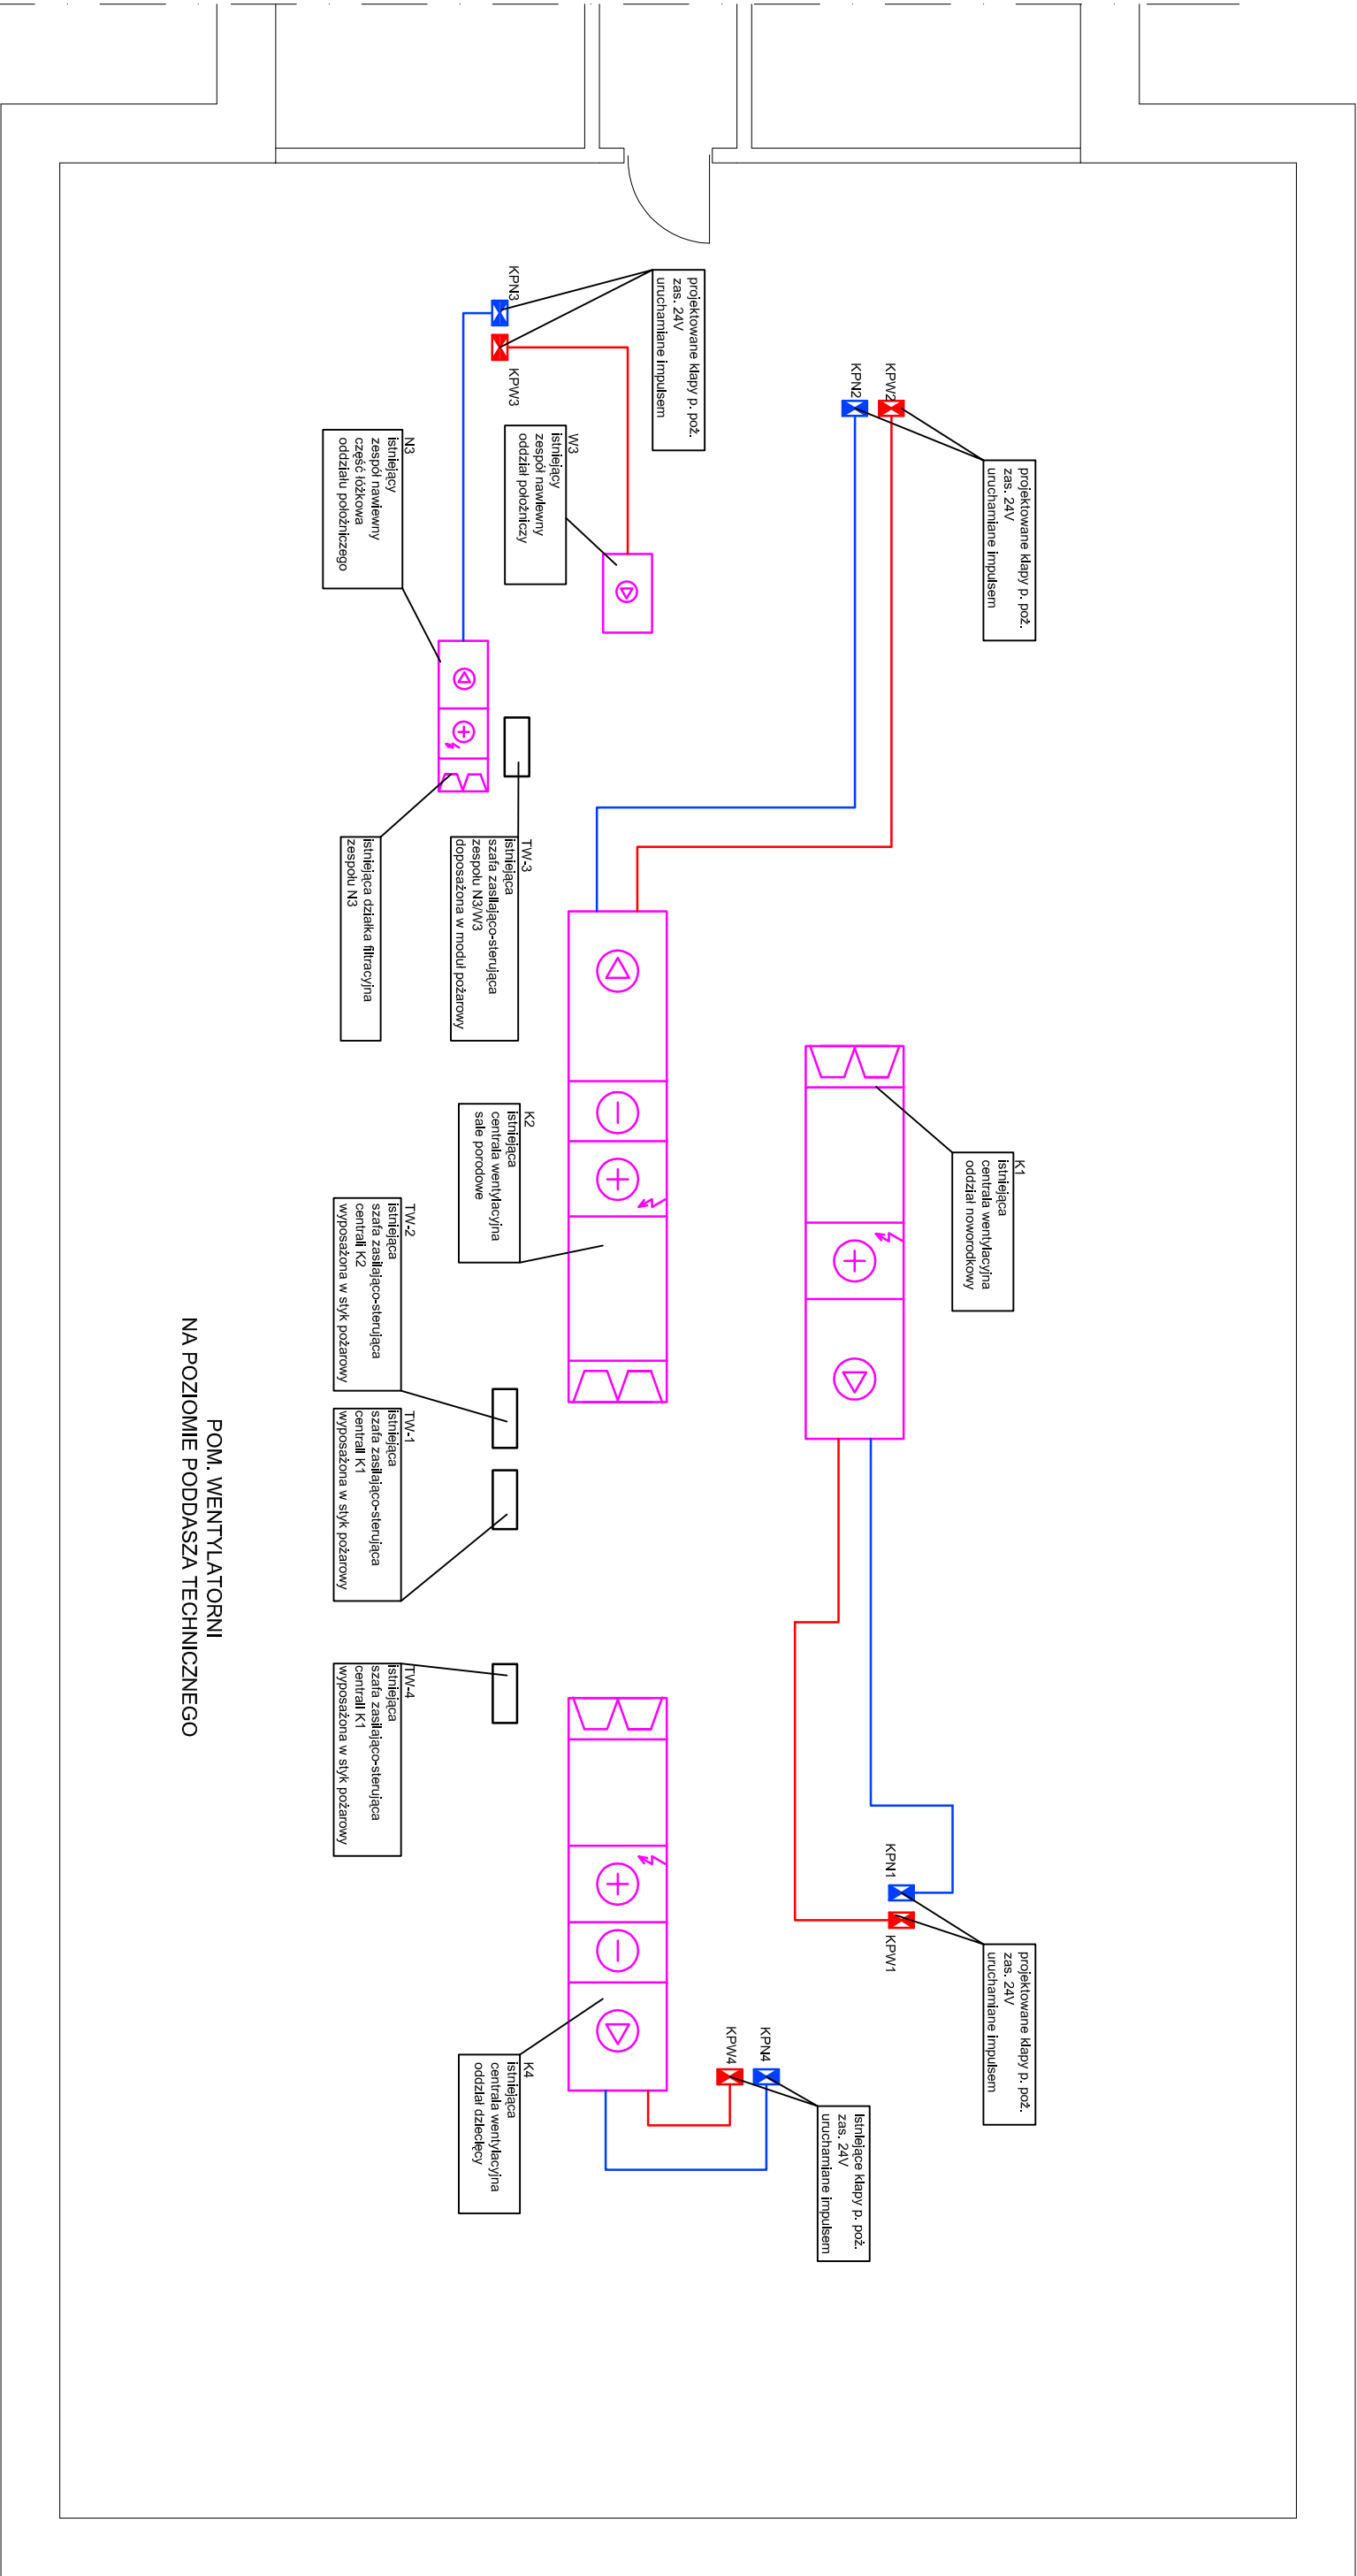 KPN3
KPW3
projektowane klapy p. poż.
zas. 24V
uruchamiane impulsem
KPW2
KPN2
projektowane klapy p. poż.
zas. 24V
uruchamiane impulsem
W3
istniejący
zespół nawiewny
oddział położniczy
N3
istniejący
zespół nawiewny
część łóżkowa
oddziału położniczego
TW-3
istniejąca
szafa zasilająco-sterująca
zespołu N3/W3
doposażona w moduł pożarowy
istniejąca działka filtracyjna
zespołu N3
K1
istniejąca
centrala wentylacyjna
oddział noworodkowy
K2
istniejąca
centrala wentylacyjna
sale porodowe
TW-2
istniejąca
szafa zasilająco-sterująca
centrali K2
wyposażona w styk pożarowy
TW-1
istniejąca
szafa zasilająco-sterująca
centrali K1
wyposażona w styk pożarowy
TW-4
istniejąca
szafa zasilająco-sterująca
centrali K1
wyposażona w styk pożarowy
KPN1
KPW1
projektowane klapy p. poż.
zas. 24V
uruchamiane impulsem
KPN4
KPW4
Istniejące klapy p. poż.
zas. 24V
uruchamiane impulsem
K4
istniejąca
centrala wentylacyjna
oddział dziecięcy
POM. WENTYLATORNI
NA POZIOMIE PODDASZA TECHNICZNEGO